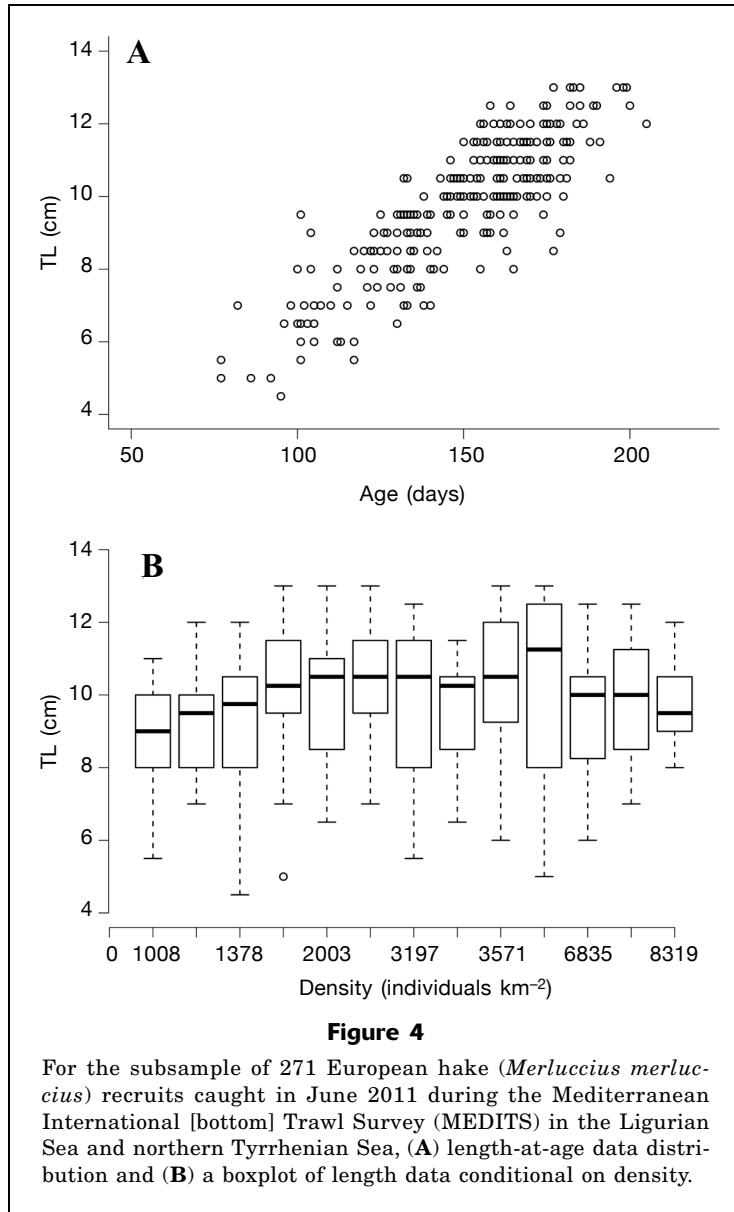 A
14
12
10
8
6
4
TL (cm)
50 100 150 200
Age (days)
B
14
12
10
8
6
4
TL (cm)
0 1008 1378 2003 3197 3571 6835 8319
Density (individuals km⁻²)
Figure 4
For the subsample of 271 European hake (Merluccius merluc-
cius) recruits caught in June 2011 during the Mediterranean
International [bottom] Trawl Survey (MEDITS) in the Ligurian
Sea and northern Tyrrhenian Sea, (A) length-at-age data distri-
bution and (B) a boxplot of length data conditional on density.